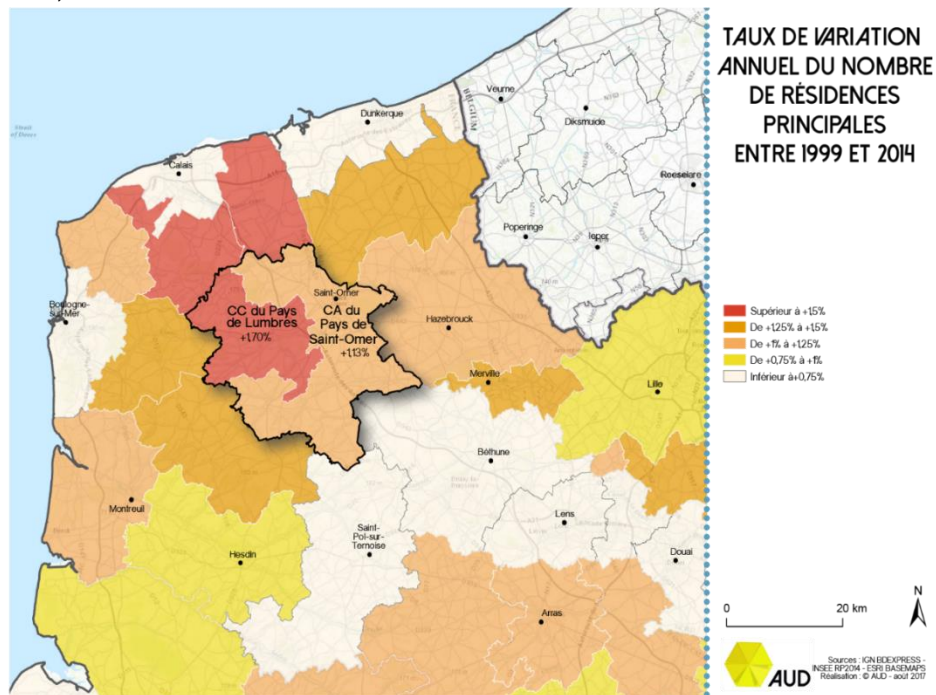 TAUX DE VARIATION
ANNUEL DU NOMBRE
DE RÉSIDENCES
PRINCIPALES
ENTRE 1999 ET 2014
Veurne
Dunkerque
BELGIUM
FRANCE
Diksmuide
Calais
Roeselare
Poperinge
Ieper
Saint-Omer
Boulogne-
sur-Mer
CC du Pays
de Lumbres
+1,70%
CA du
Pays de
Saint-Omer
+1,13%
Hazebrouck
Supérieur à +1,5%
De +1,25% à +1,5%
De +1% à +1,25%
De +0,75% à +1%
Inférieur à+0,75%
Merville
Lille
Béthune
Montreuil
Lens
Saint-
Pol-sur-
Ternoise
Hesdin
Douai
Arras
0 20 km
N
AUD
Sources : IGN BDEXPRESS -
INSEE RP2014 - ESRI BASEMAPS
Réalisation : © AUD - août 2017